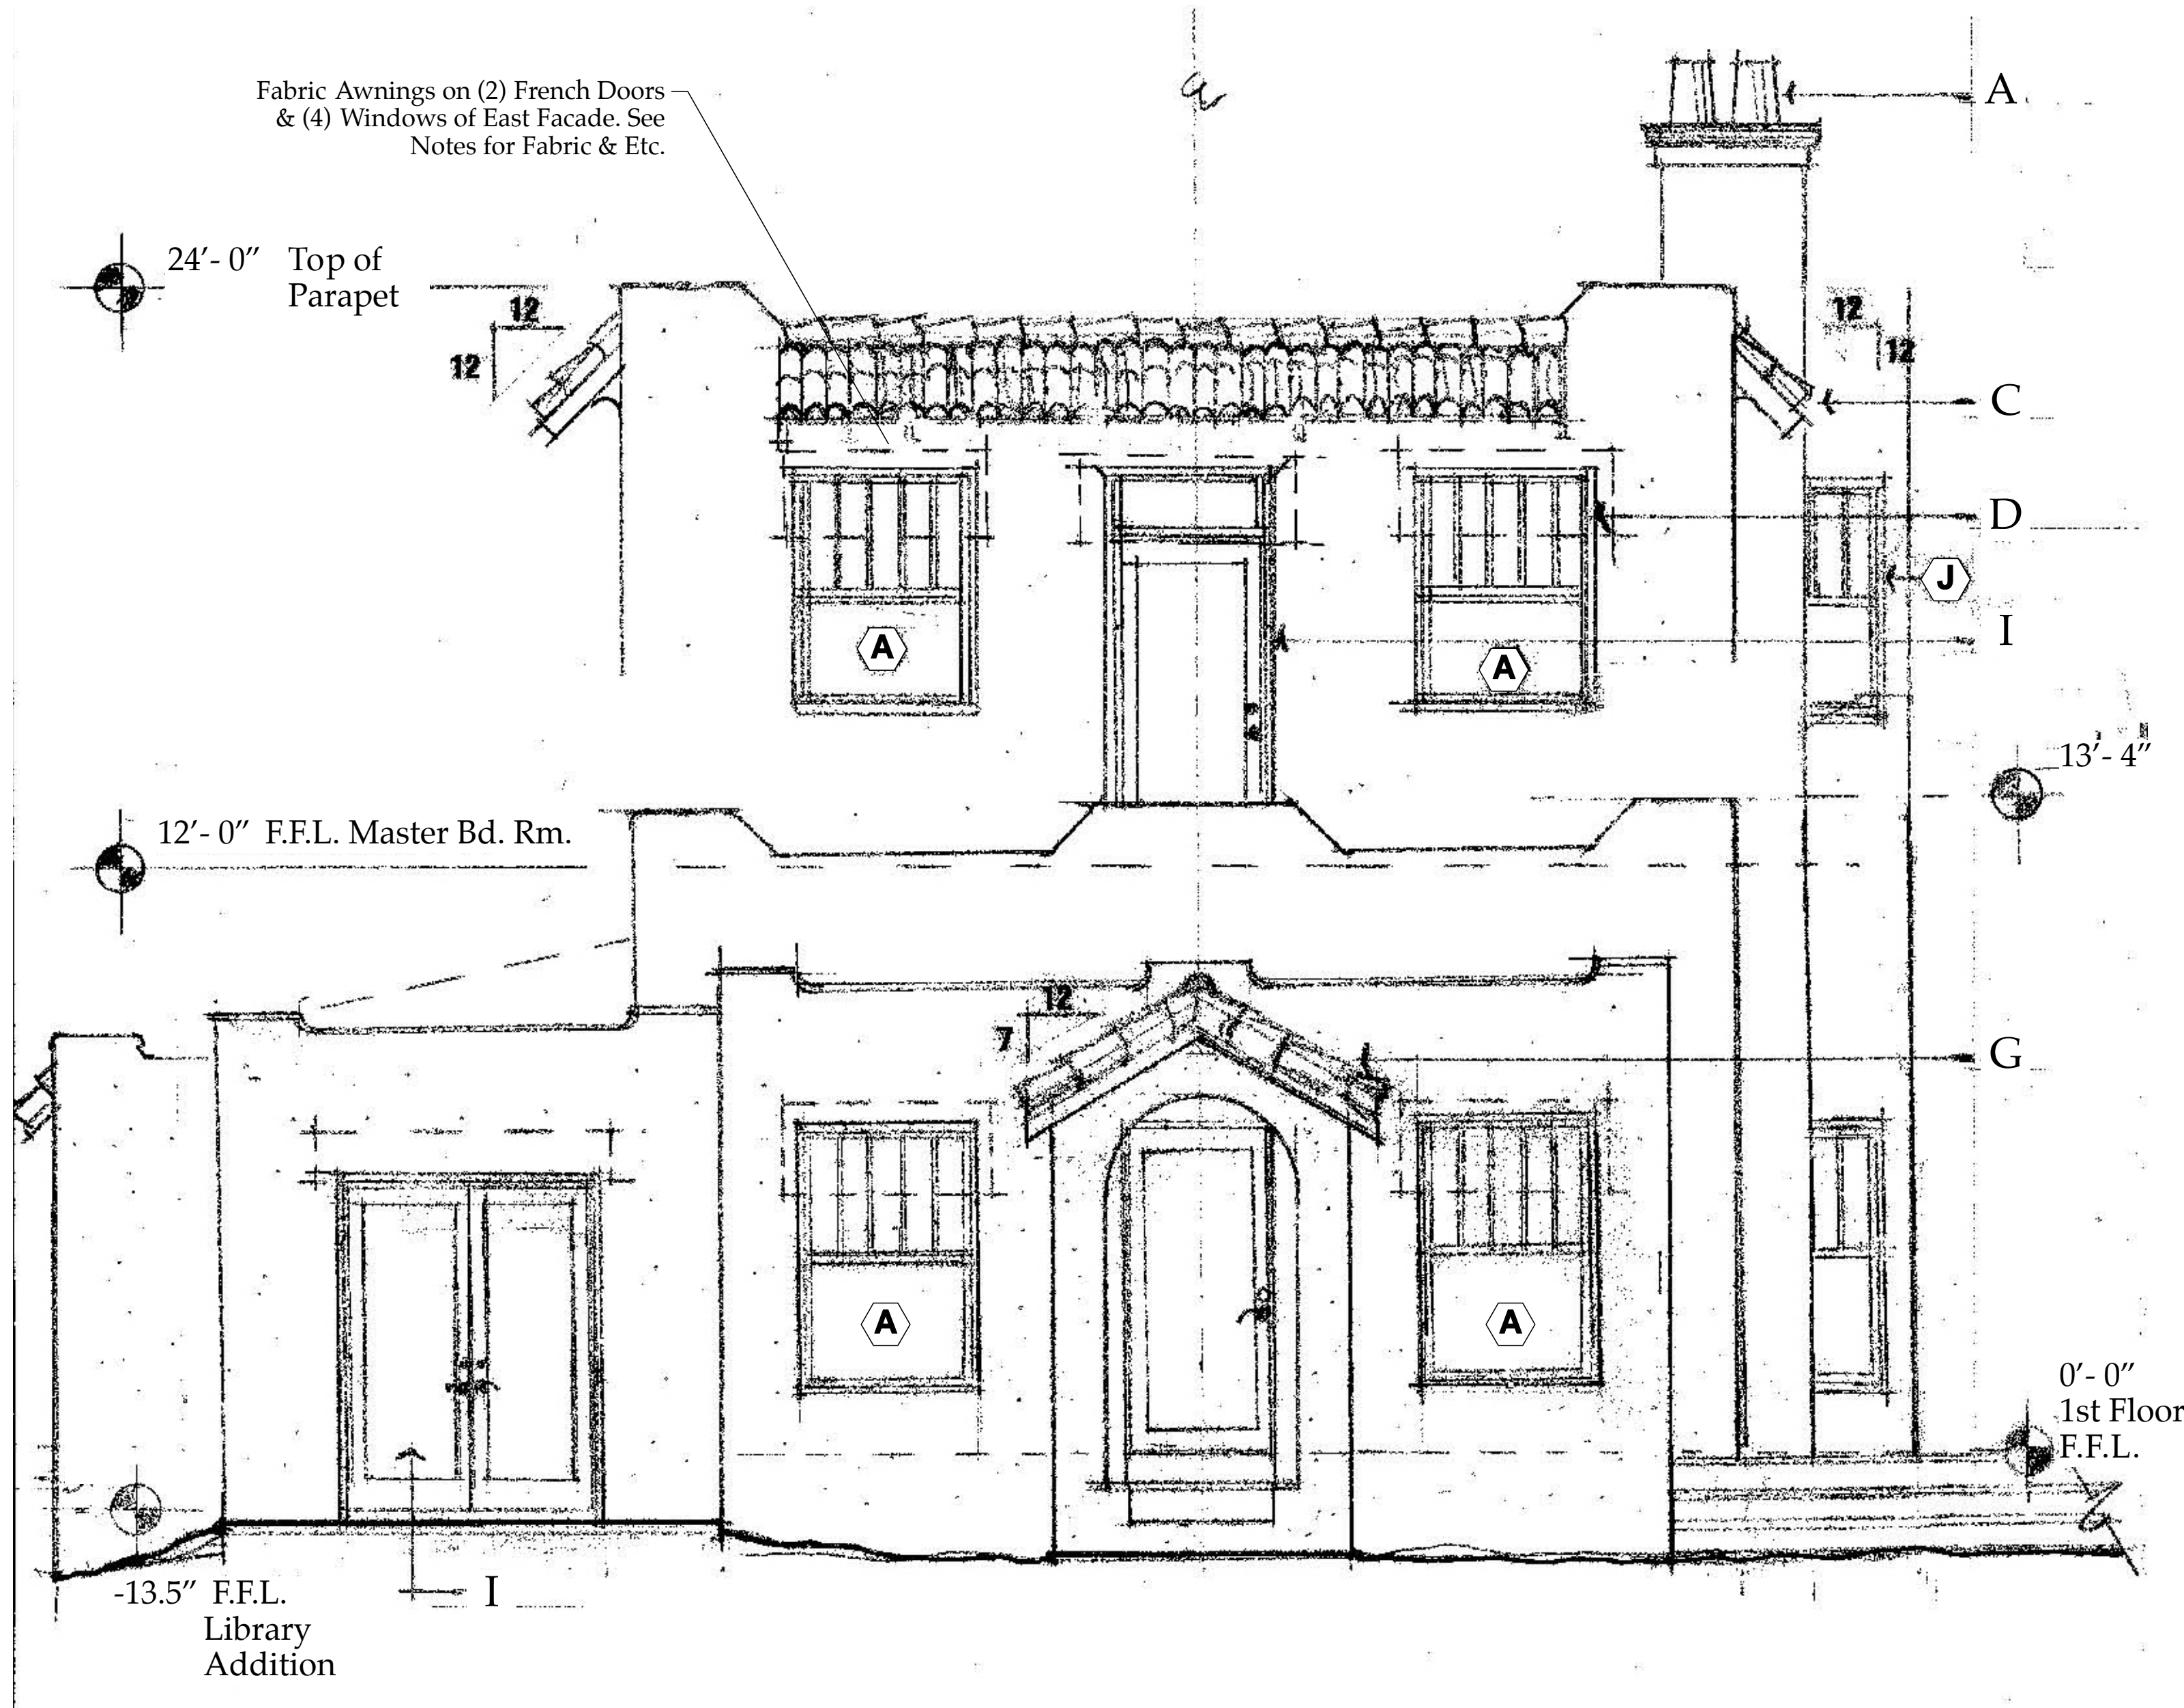 Fabric Awnings on (2) French Doors
& (4) Windows of East Facade. See
Notes for Fabric & Etc.
A
24'- 0" Top of
Parapet
12
12
12
12
C
D
J
I
A
A
13'- 4"
12'- 0" F.F.L. Master Bd. Rm.
12
7
G
A
A
0'- 0"
1st Floor
F.F.L.
-13.5" F.F.L.
Library
Addition
I